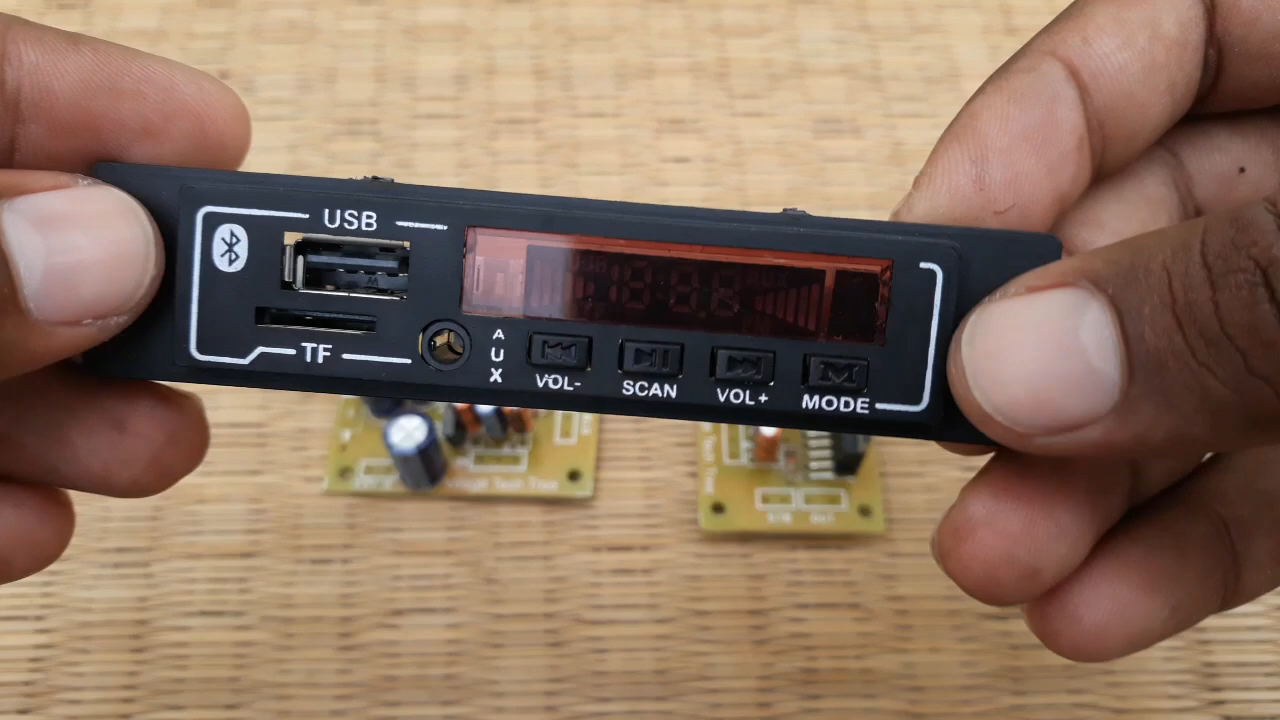 USB
TF
AUX
VOL-
SCAN
VOL+
MODE
M